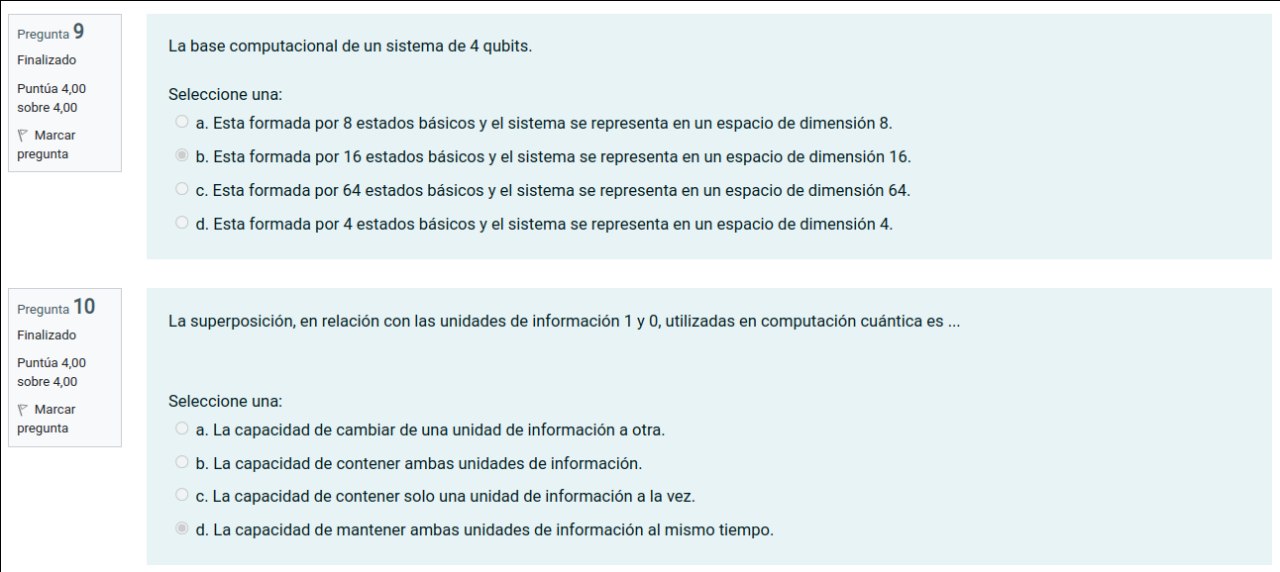 Pregunta 9
Finalizado
Puntúa 4,00
sobre 4,00
Marcar
pregunta
La base computacional de un sistema de 4 qubits.
Seleccione una:
a. Esta formada por 8 estados básicos y el sistema se representa en un espacio de dimensión 8.
b. Esta formada por 16 estados básicos y el sistema se representa en un espacio de dimensión 16.
c. Esta formada por 64 estados básicos y el sistema se representa en un espacio de dimensión 64.
d. Esta formada por 4 estados básicos y el sistema se representa en un espacio de dimensión 4.
Pregunta 10
Finalizado
Puntúa 4,00
sobre 4,00
Marcar
pregunta
La superposición, en relación con las unidades de información 1 y 0, utilizadas en computación cuántica es ...
Seleccione una:
a. La capacidad de cambiar de una unidad de información a otra.
b. La capacidad de contener ambas unidades de información.
c. La capacidad de contener solo una unidad de información a la vez.
d. La capacidad de mantener ambas unidades de información al mismo tiempo.